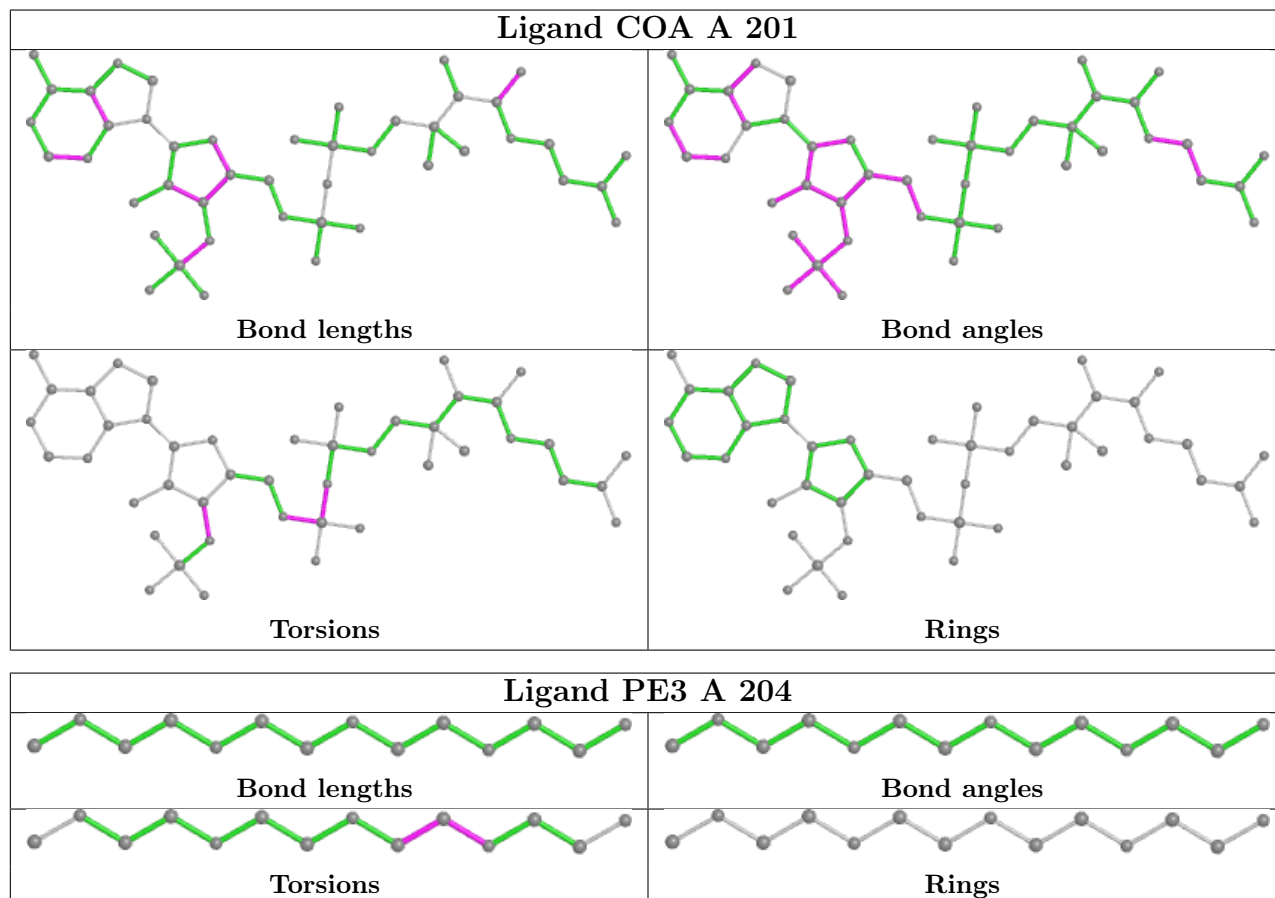 Ligand COA A 201
Bond lengths
Bond angles
Torsions
Rings
Ligand PE3 A 204
Bond lengths
Bond angles
Torsions
Rings